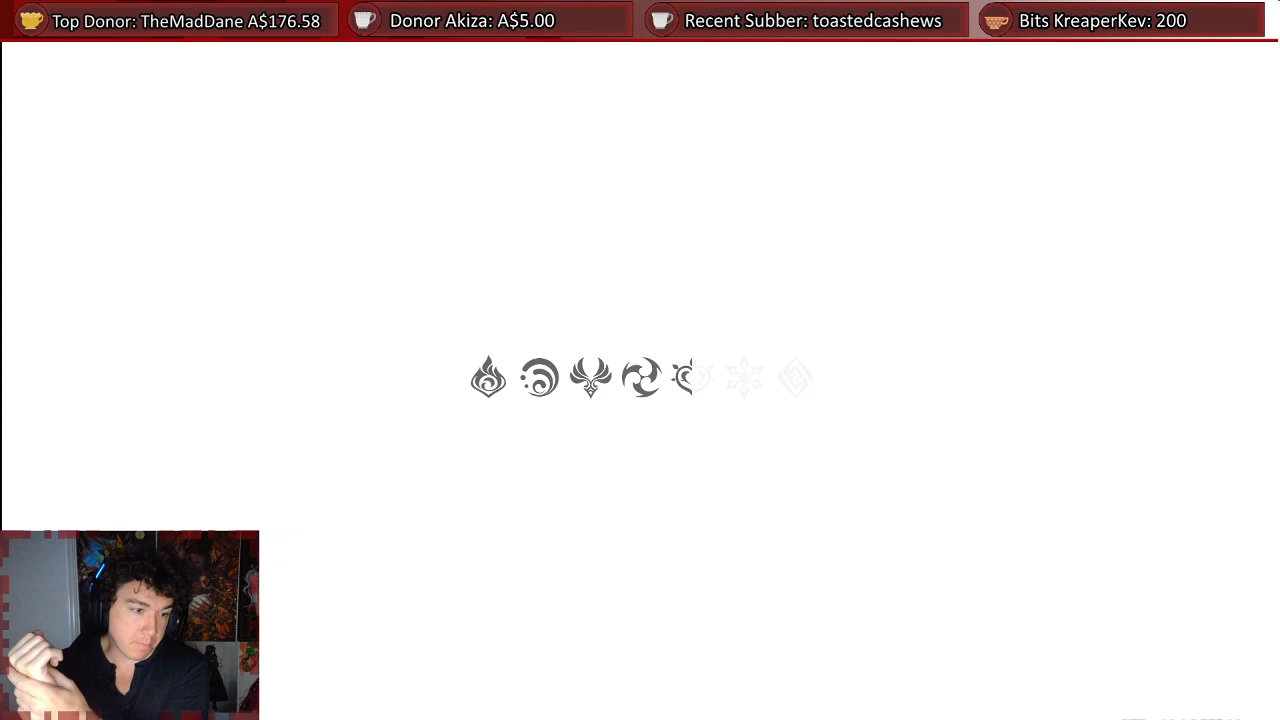 Top Donor: TheMadDane A$176.58
Donor Akiza: A$5.00
Recent Subber: toastedcashews
Bits KreaperKev: 200